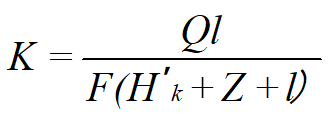 K = Ql / F(H′ₖ + Z + l)